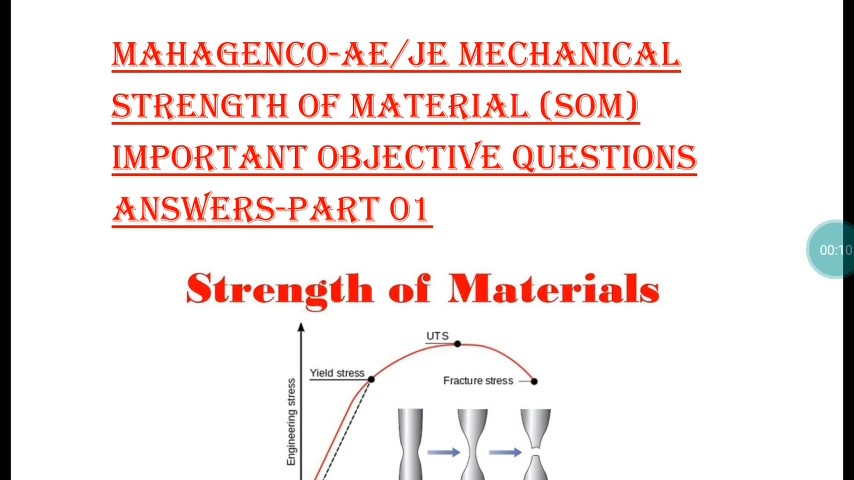 MAHAGENCO-AE/JE MECHANICAL
STRENGTH OF MATERIAL (SOM)
IMPORTANT OBJECTIVE QUESTIONS
ANSWERS-PART 01
Strength of Materials
UTS
Yield stress
Fracture stress
Engineering stress
00:10